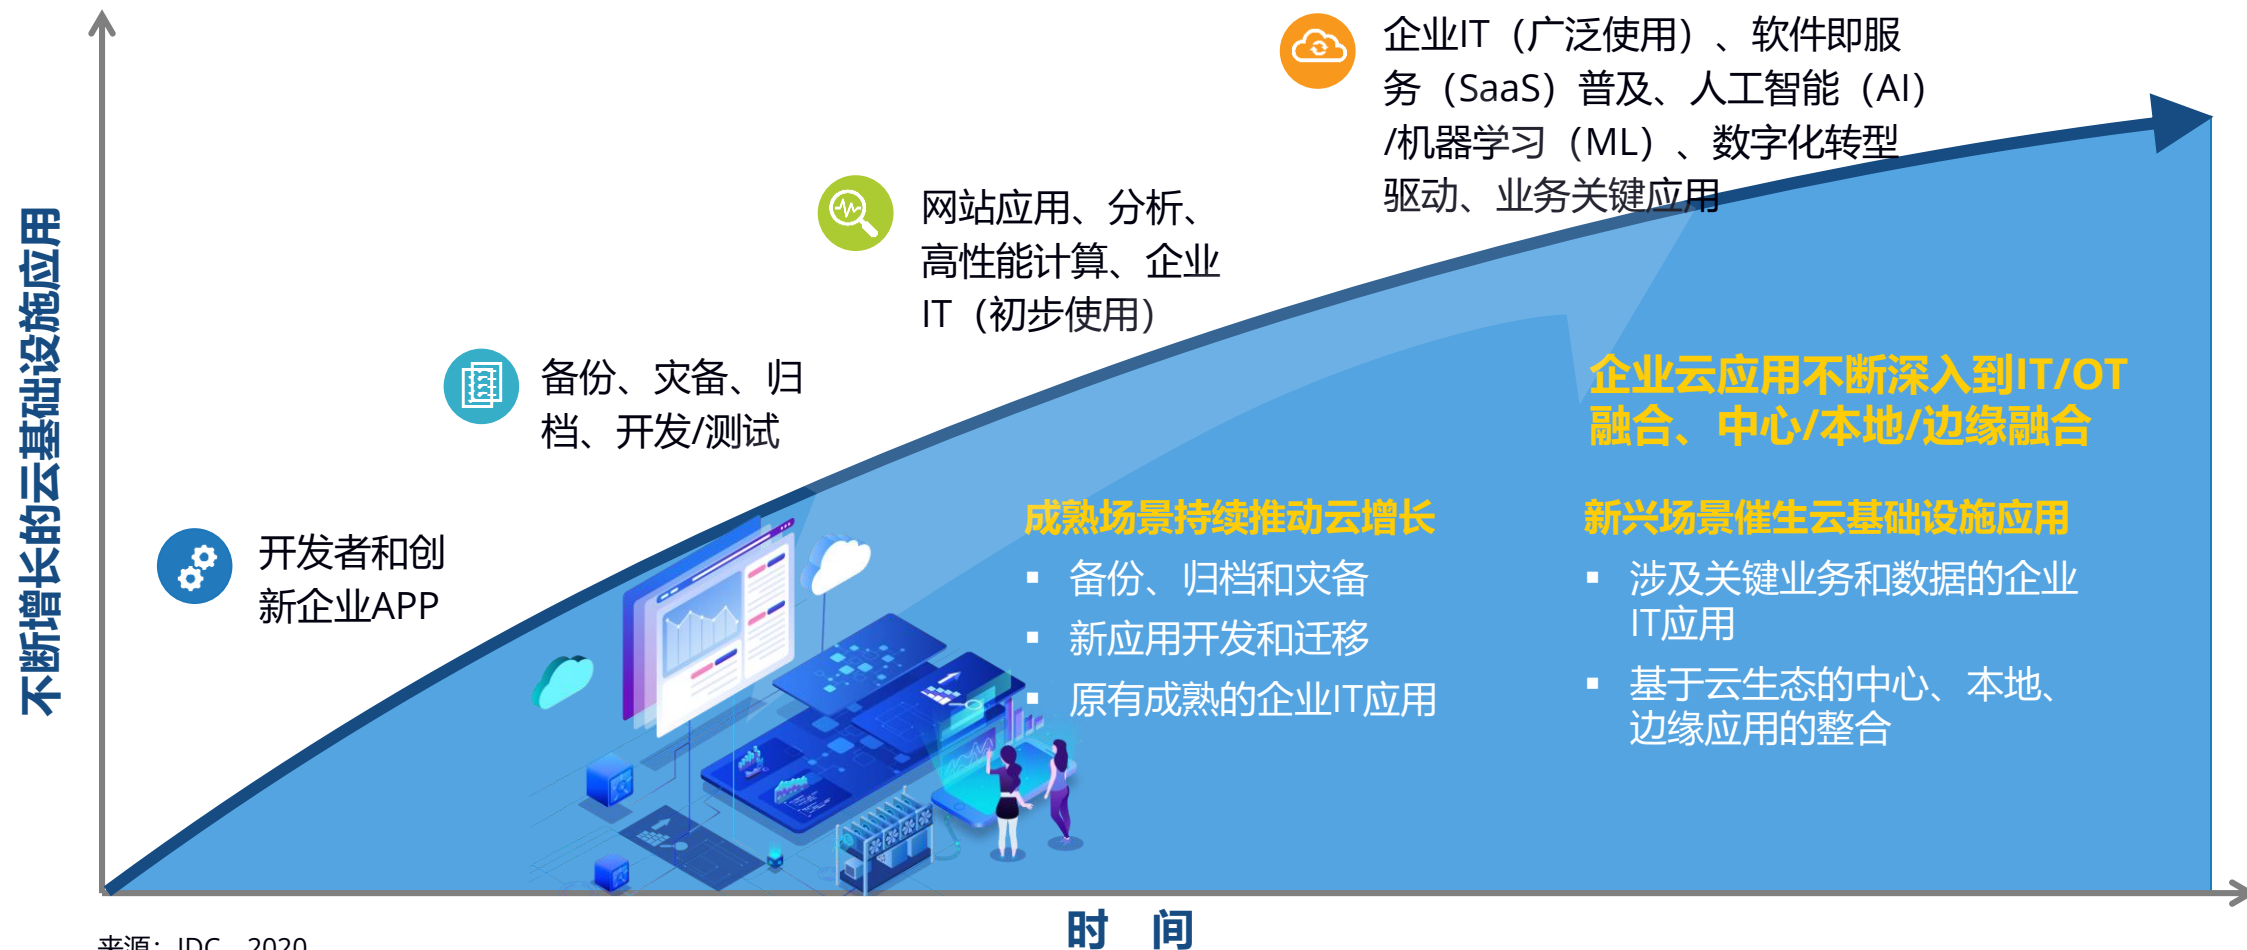 企业IT（广泛使用）、软件即服
务（SaaS）普及、人工智能（AI）
/机器学习（ML）、数字化转型
驱动、业务关键应用
网站应用、分析、
高性能计算、企业
IT（初步使用）
备份、灾备、归
档、开发/测试
开发者和创
新企业APP
不断增长的云基础设施应用
企业云应用不断深入到IT/OT
融合、中心/本地/边缘融合
成熟场景持续推动云增长
▪ 备份、归档和灾备
▪ 新应用开发和迁移
▪ 原有成熟的企业IT应用
新兴场景催生云基础设施应用
▪ 涉及关键业务和数据的企业
IT应用
▪ 基于云生态的中心、本地、
边缘应用的整合
时 间
来源：IDC，2020